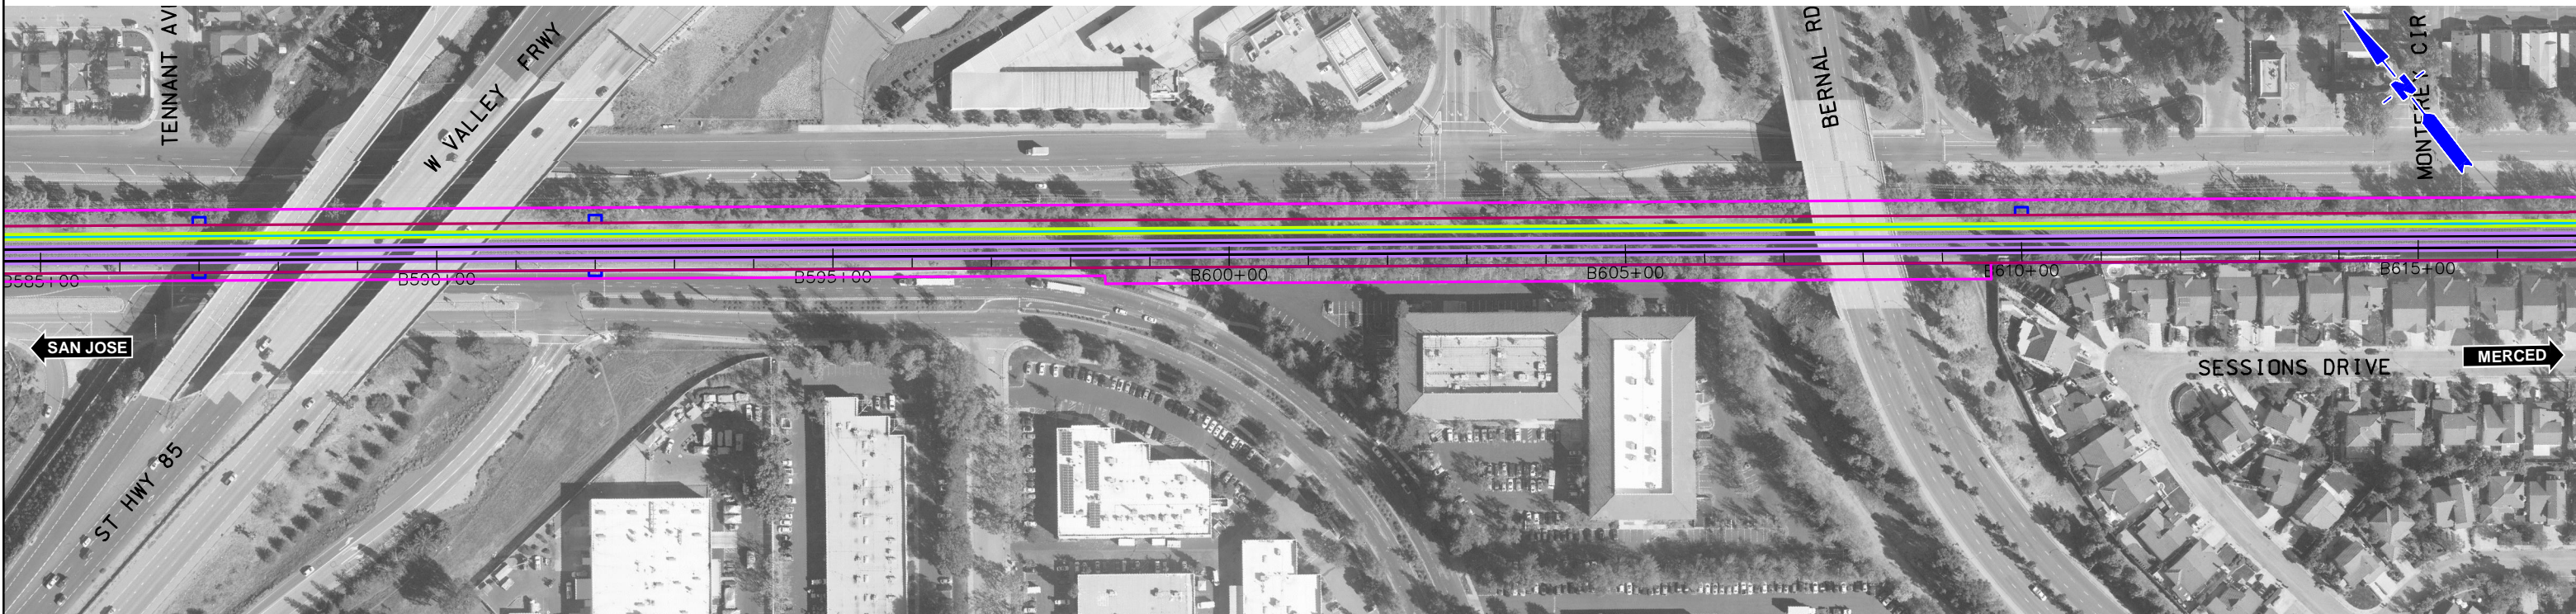 TENNANT AV
W VALLEY FRWY
BERNAL RD
MONTEREY CIR
N
B585+00
B590+00
B595+00
B600+00
B605+00
B610+00
B615+00
SAN JOSE
SESSIONS DRIVE
MERCED
ST HWY 85